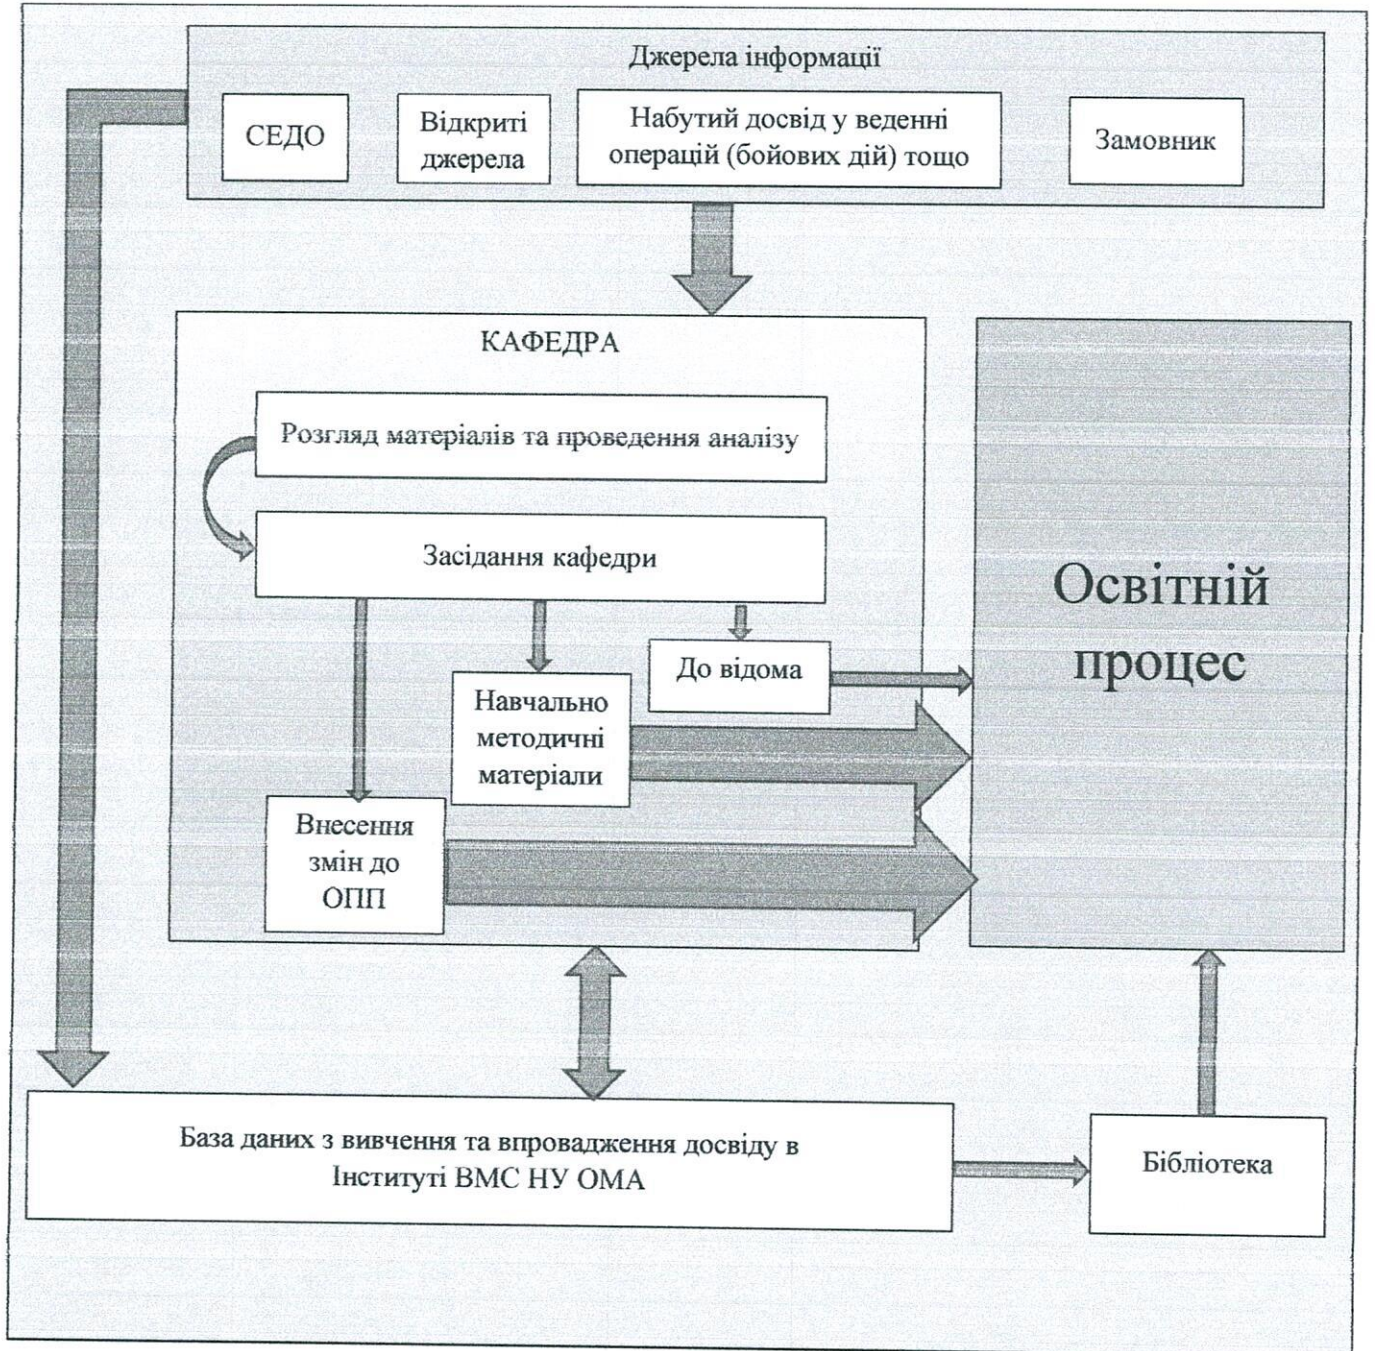 Джерела інформації
СЕДО
Відкриті
джерела
Набутий досвід у веденні
операцій (бойових дій) тощо
Замовник
КАФЕДРА
Розгляд матеріалів та проведення аналізу
Засідання кафедри
До відома
Навчально
методичні
матеріали
Внесення
змін до
ОПП
Освітній
процес
База даних з вивчення та впровадження досвіду в
Інституті ВМС НУ ОМА
Бібліотека